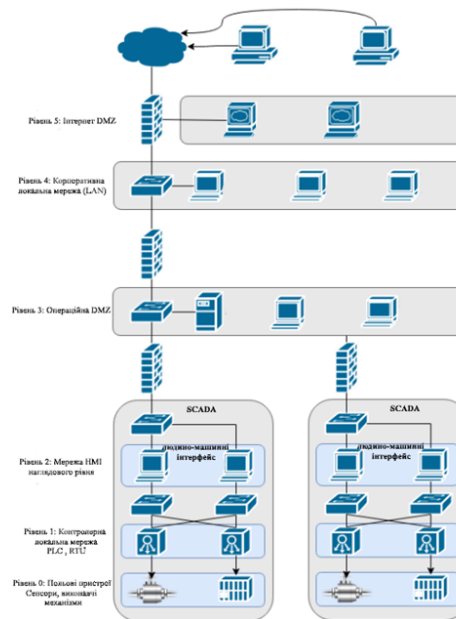 Рівень 5: Інтернет DMZ
Рівень 4: Корпоративна
локальна мережа (LAN)
Рівень 3: Операційна DMZ
SCADA
SCADA
людино-машинні
інтерфейс
людино-машинні
інтерфейс
Рівень 2: Мережа HMI
наглядового рівня
Рівень 1: Контролерна
локальна мережа
PLC , RTU
Рівень 0: Польові пристрої
Сенсори, виконавчі
механізми